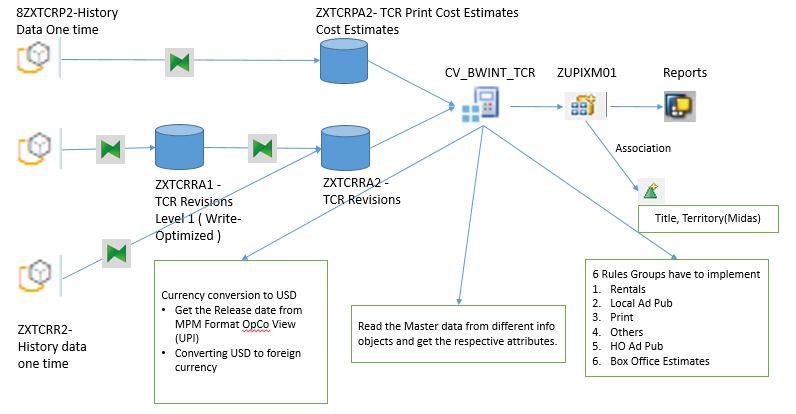 8ZXTCRP2-History
Data One time
ZXTCRPA2- TCR Print Cost Estimates
Cost Estimates
CV_BWINT_TCR
ZUPIXM01
Reports
Association
Title, Territory(Midas)
ZXTCRRA1 -
TCR Revisions
Level 1 ( Write-
Optimized )
ZXTCRRA2 -
TCR Revisions
ZXTCRR2-
History data
one time
Currency conversion to USD
• Get the Release date from
MPM Format OpCo View
(UPI)
• Converting USD to foreign
currency
Read the Master data from different info
objects and get the respective attributes.
6 Rules Groups have to implement
1. Rentals
2. Local Ad Pub
3. Print
4. Others
5. HO Ad Pub
6. Box Office Estimates